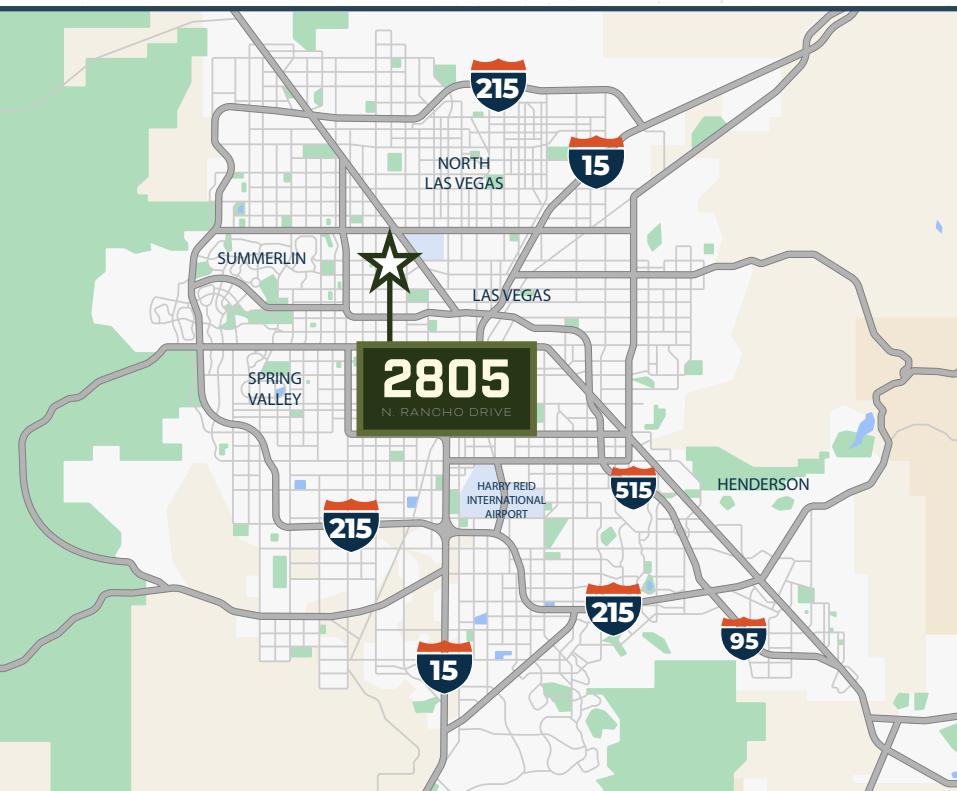 215
15
NORTH
LAS VEGAS
SUMMERLIN
LAS VEGAS
2805
N. RANCHO DRIVE
SPRING
VALLEY
HARRY REID
INTERNATIONAL
AIRPORT
515
HENDERSON
215
215
95
15